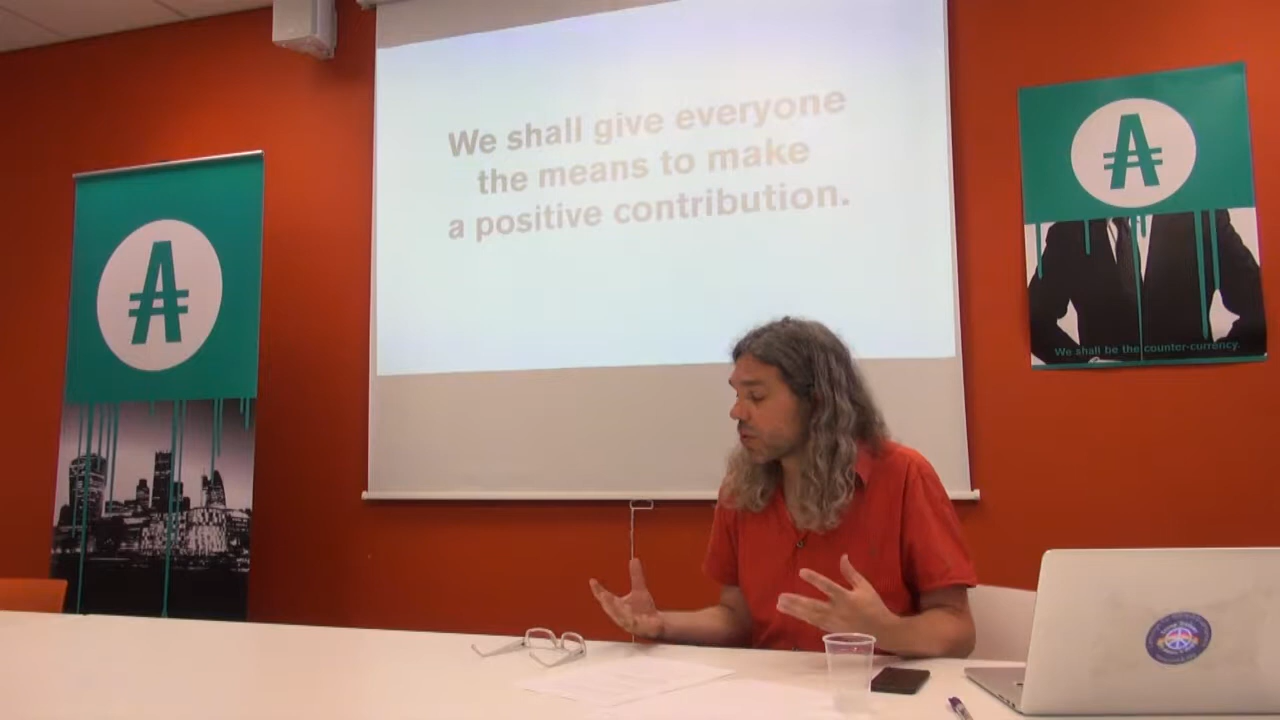 We shall give everyone
the means to make
a positive contribution.
A
A
We shall be the counter-currency.